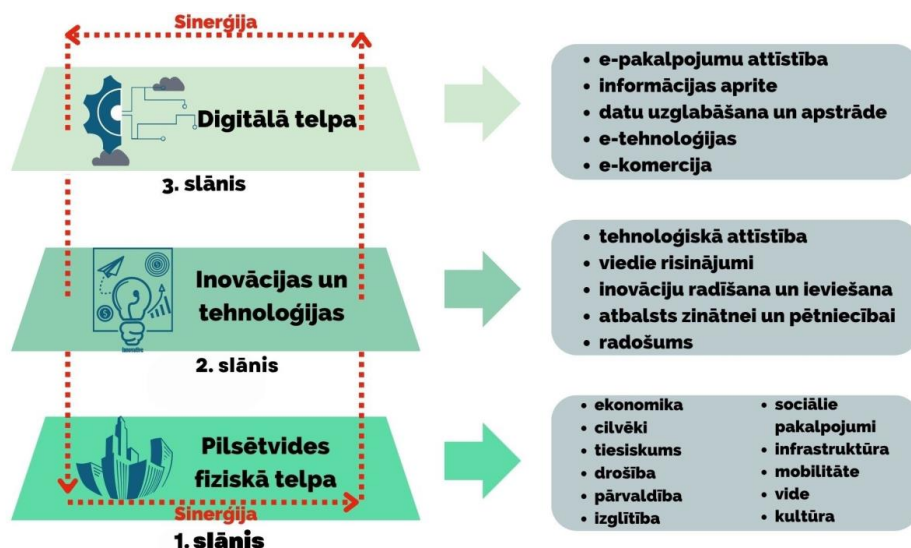 Sinerģija
Digitālā telpa
3. slānis
• e-pakalpojumu attīstība
• informācijas aprite
• datu uzglabāšana un apstrāde
• e-tehnoloģijas
• e-komercija
Inovācijas un
tehnoloģijas
2. slānis
• tehnoloģiskā attīstība
• viedie risinājumi
• inovāciju radīšana un ieviešana
• atbalsts zinātnei un pētniecībai
• radošums
Pilsētvides
fiziskā telpa
Sinerģija
1. slānis
• ekonomika
• cilvēki
• tiesiskums
• drošība
• pārvaldība
• izglītība
• sociālie
pakalpojumi
• infrastruktūra
• mobilitāte
• vide
• kultūra